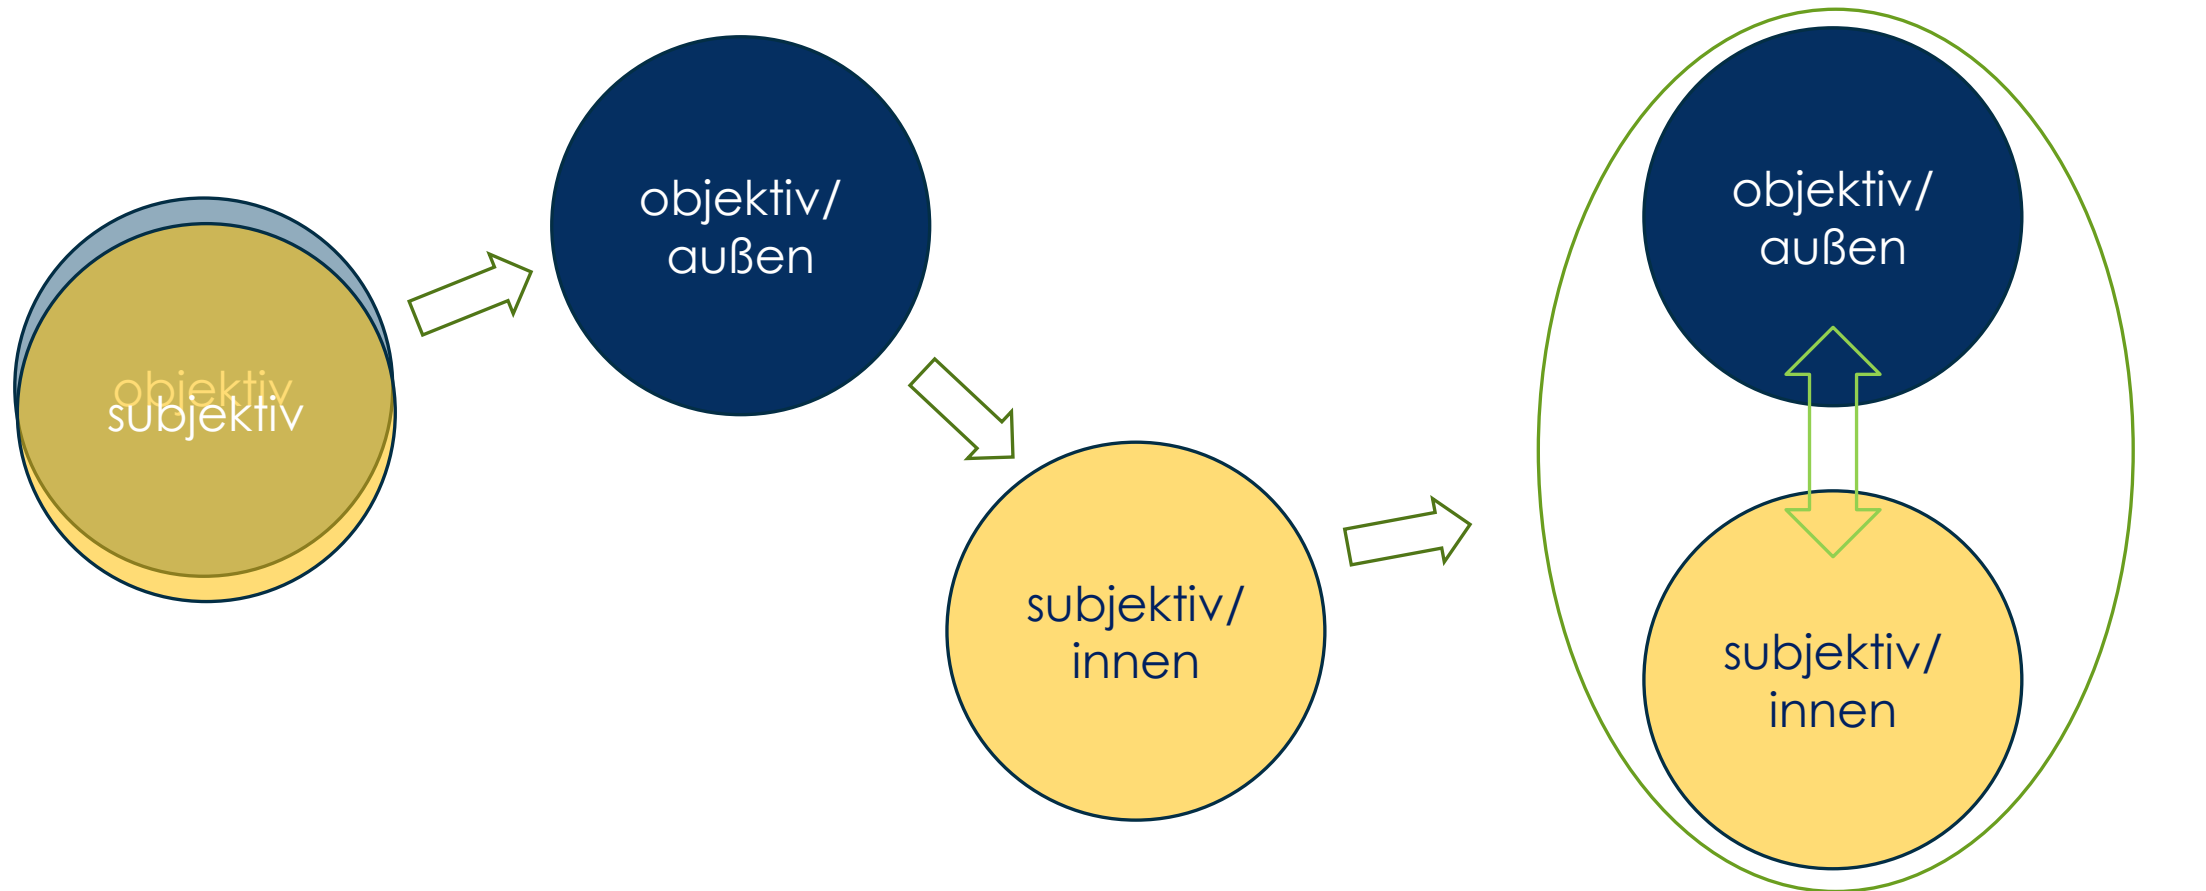 objektiv
subjektiv
objektiv/
außen
subjektiv/
innen
objektiv/
außen
subjektiv/
innen